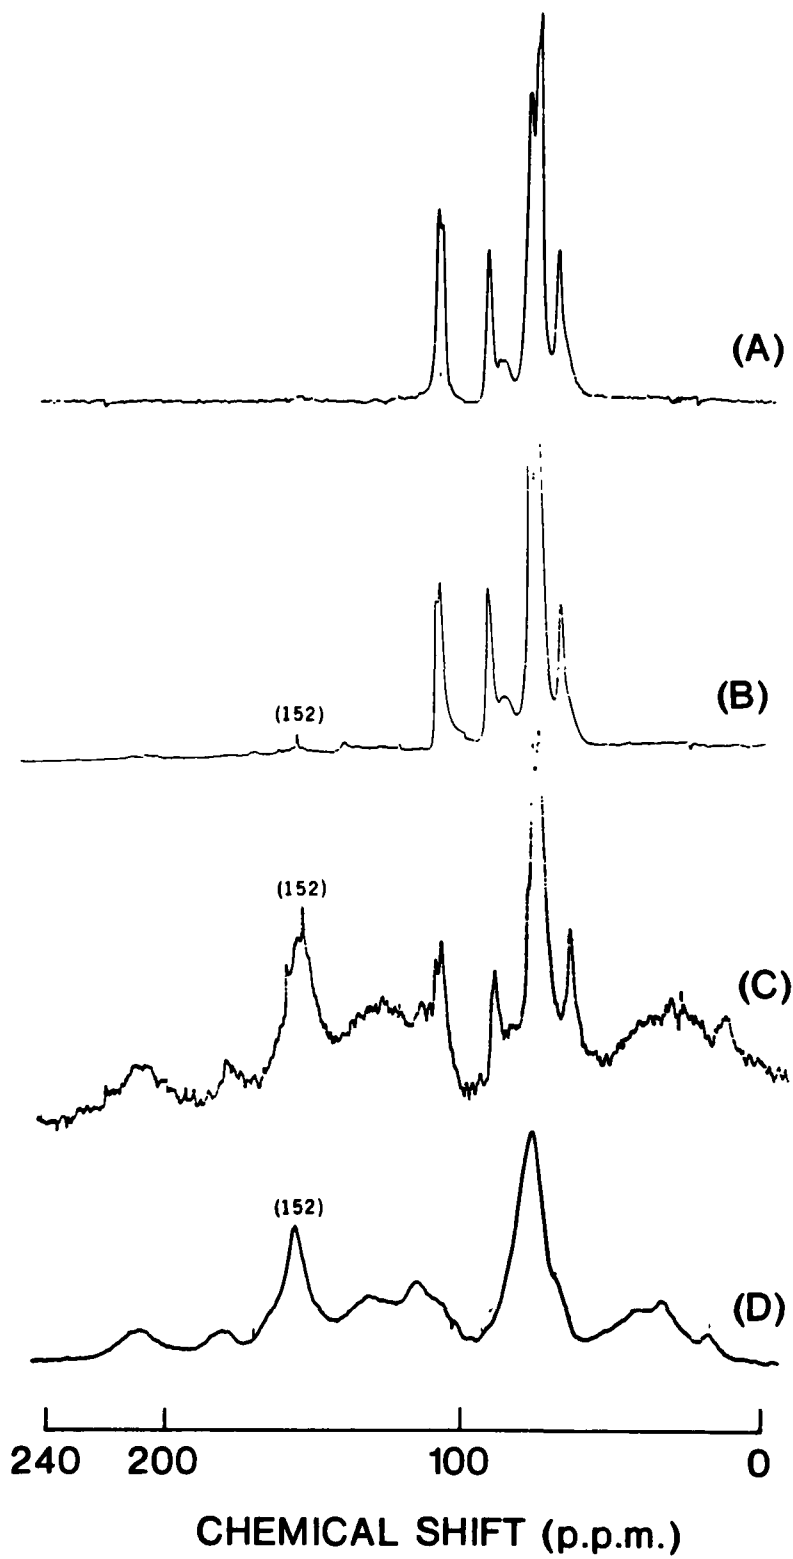 (A)
(152)
(B)
(152)
(C)
(152)
(D)
240 200 100 0
CHEMICAL SHIFT (p.p.m.)